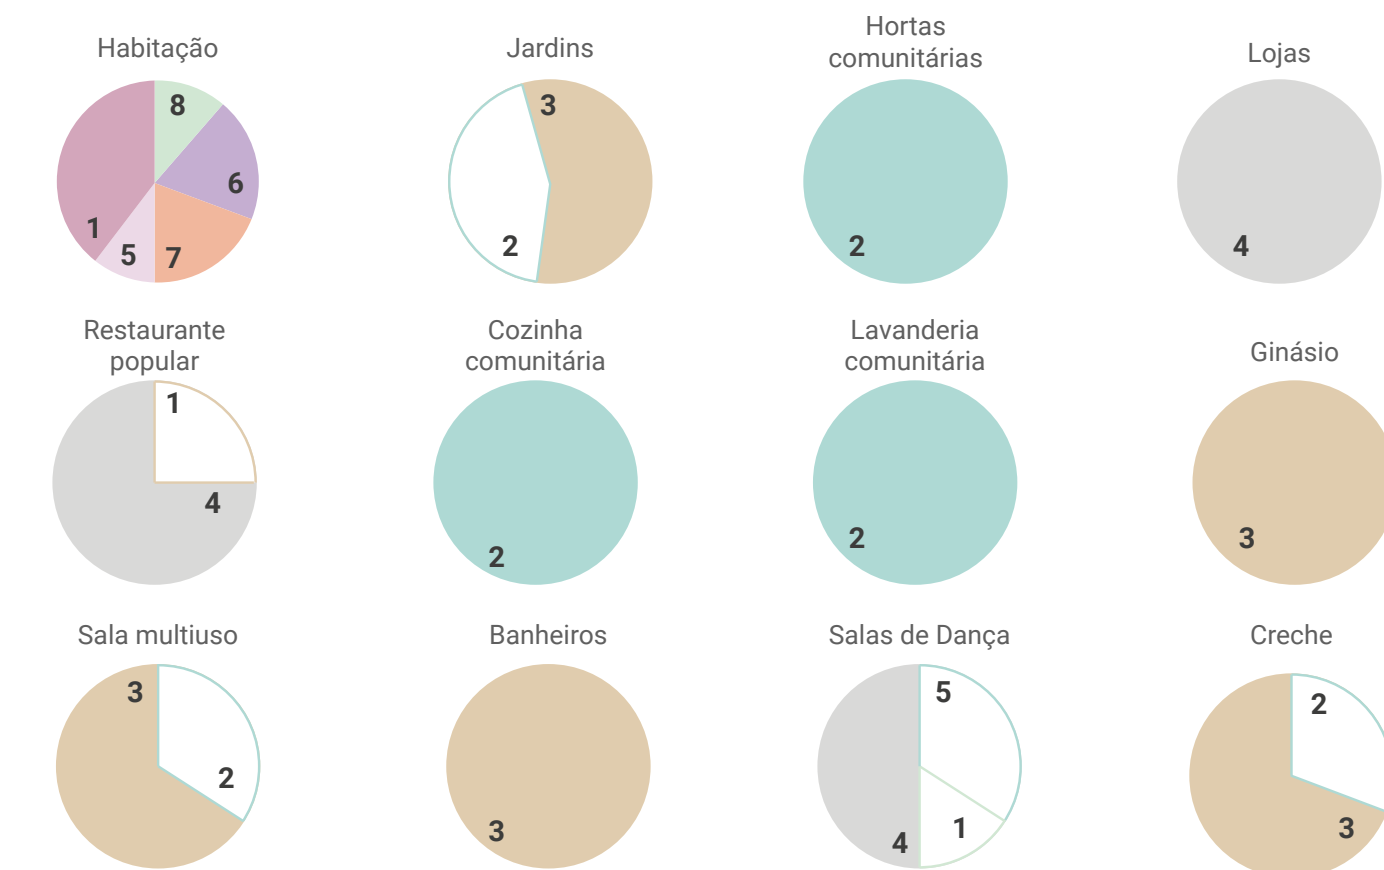 Habitação
8
6
1
5
7
Jardins
3
2
Hortas
comunitárias
2
Lojas
4
Restaurante
popular
1
4
Cozinha
comunitária
2
Lavanderia
comunitária
2
Ginásio
3
Sala multiuso
3
2
Banheiros
3
Salas de Dança
5
1
4
Creche
2
3